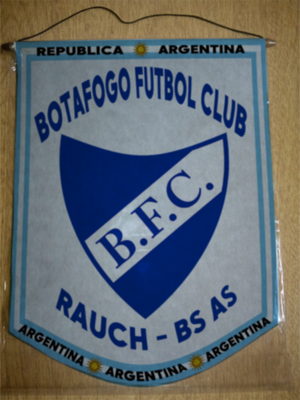 REPUBLICA ARGENTINA
BOTAFOGO FUTBOL CLUB
B.F.C.
RAUCH - BS AS
ARGENTINA ARGENTINA ARGENTINA